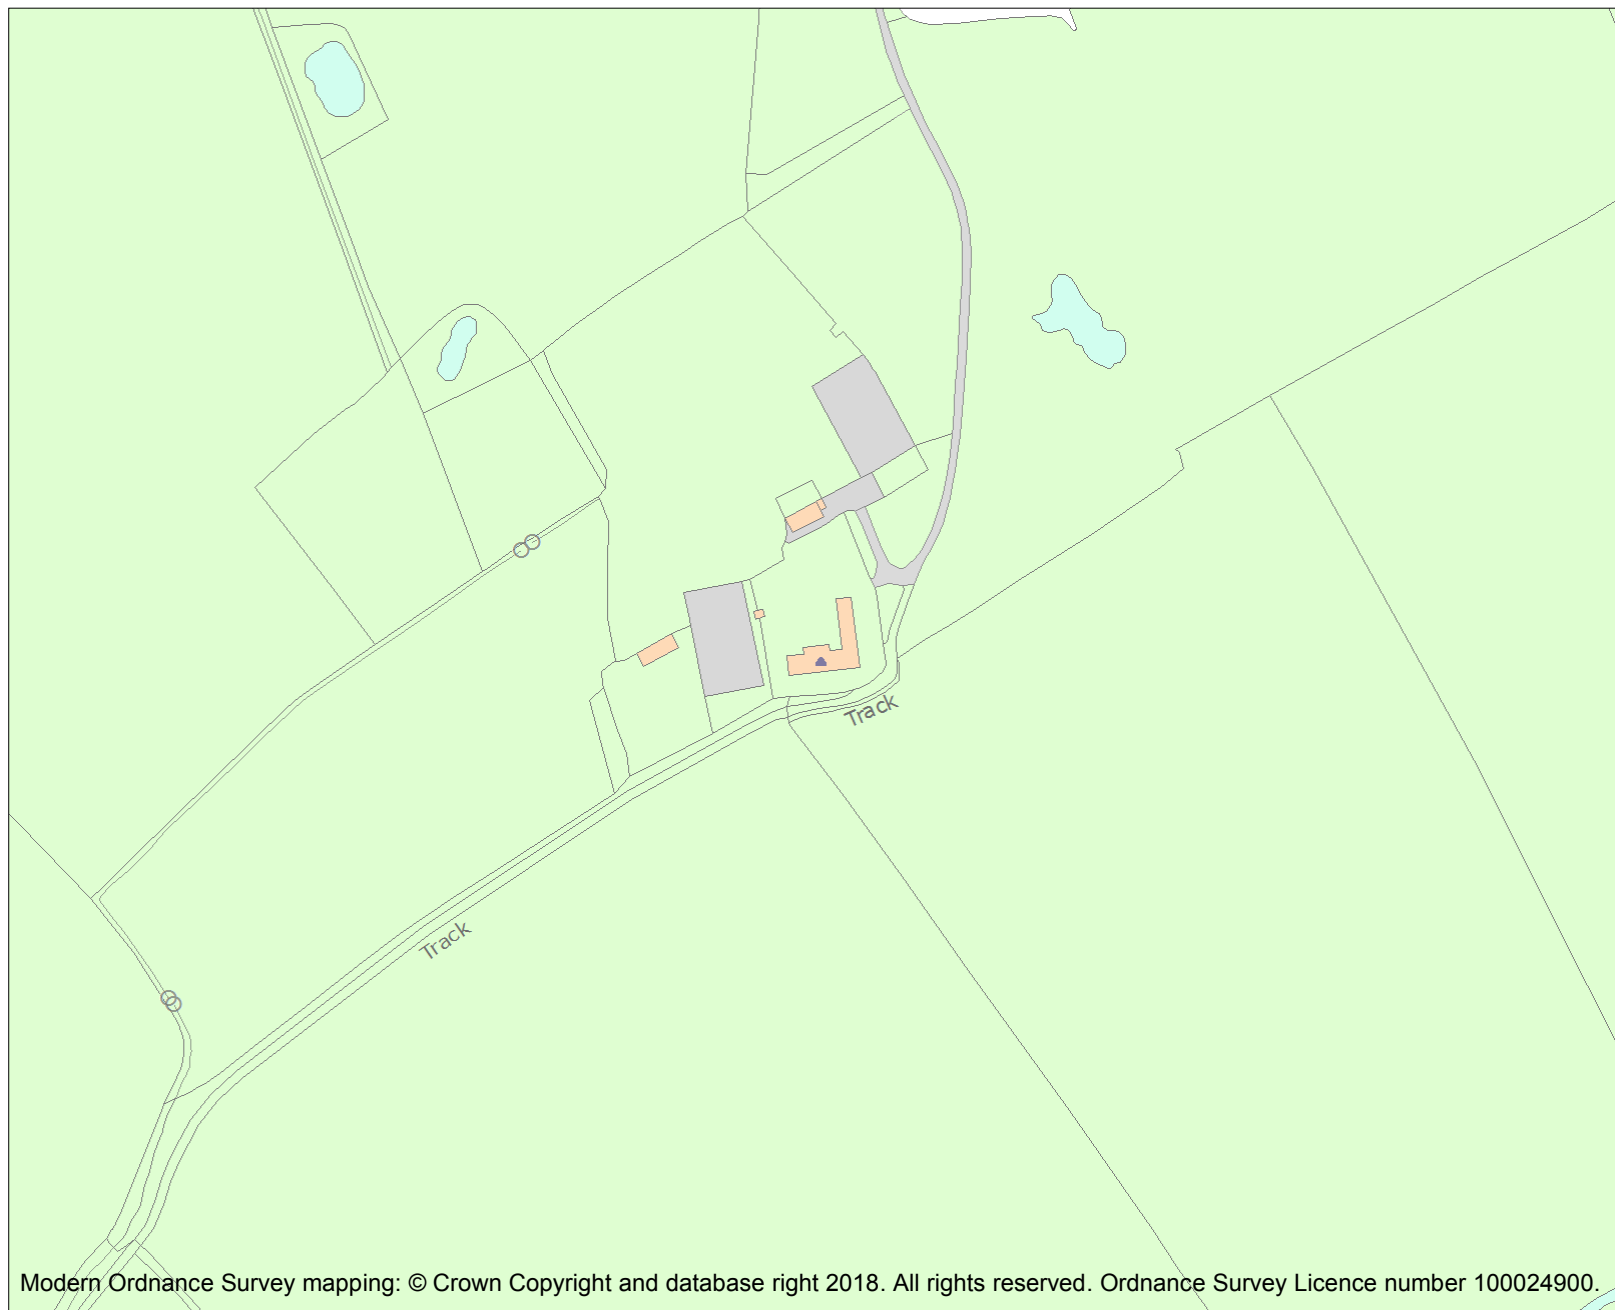 Track
Track
Modern Ordnance Survey mapping: © Crown Copyright and database right 2018. All rights reserved. Ordnance Survey Licence number 100024900.